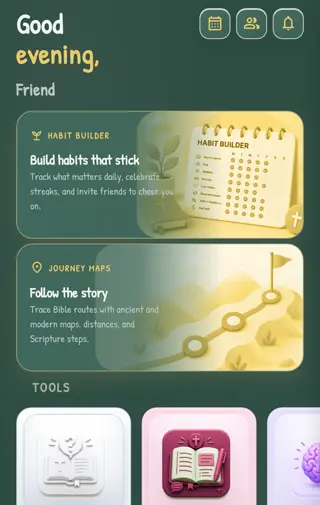 Good
evening,
Friend
HABIT BUILDER
Build habits that stick
Track what matters daily, celebrate
streaks, and invite friends to cheer you
on.
HABIT BUILDER
JOURNEY MAPS
Follow the story
Trace Bible routes with ancient and
modern maps, distances, and
Scripture steps.
TOOLS